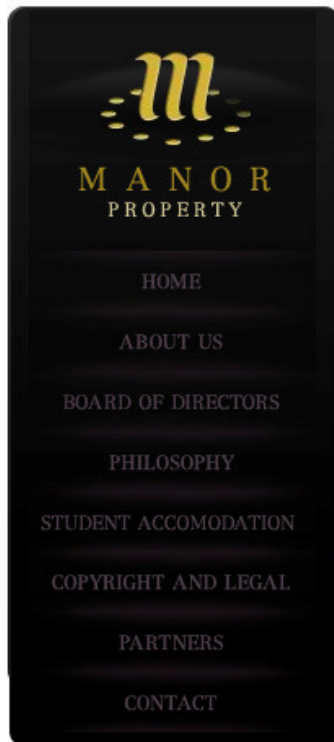 m
MANOR
PROPERTY
HOME
ABOUT US
BOARD OF DIRECTORS
PHILOSOPHY
STUDENT ACCOMODATION
COPYRIGHT AND LEGAL
PARTNERS
CONTACT